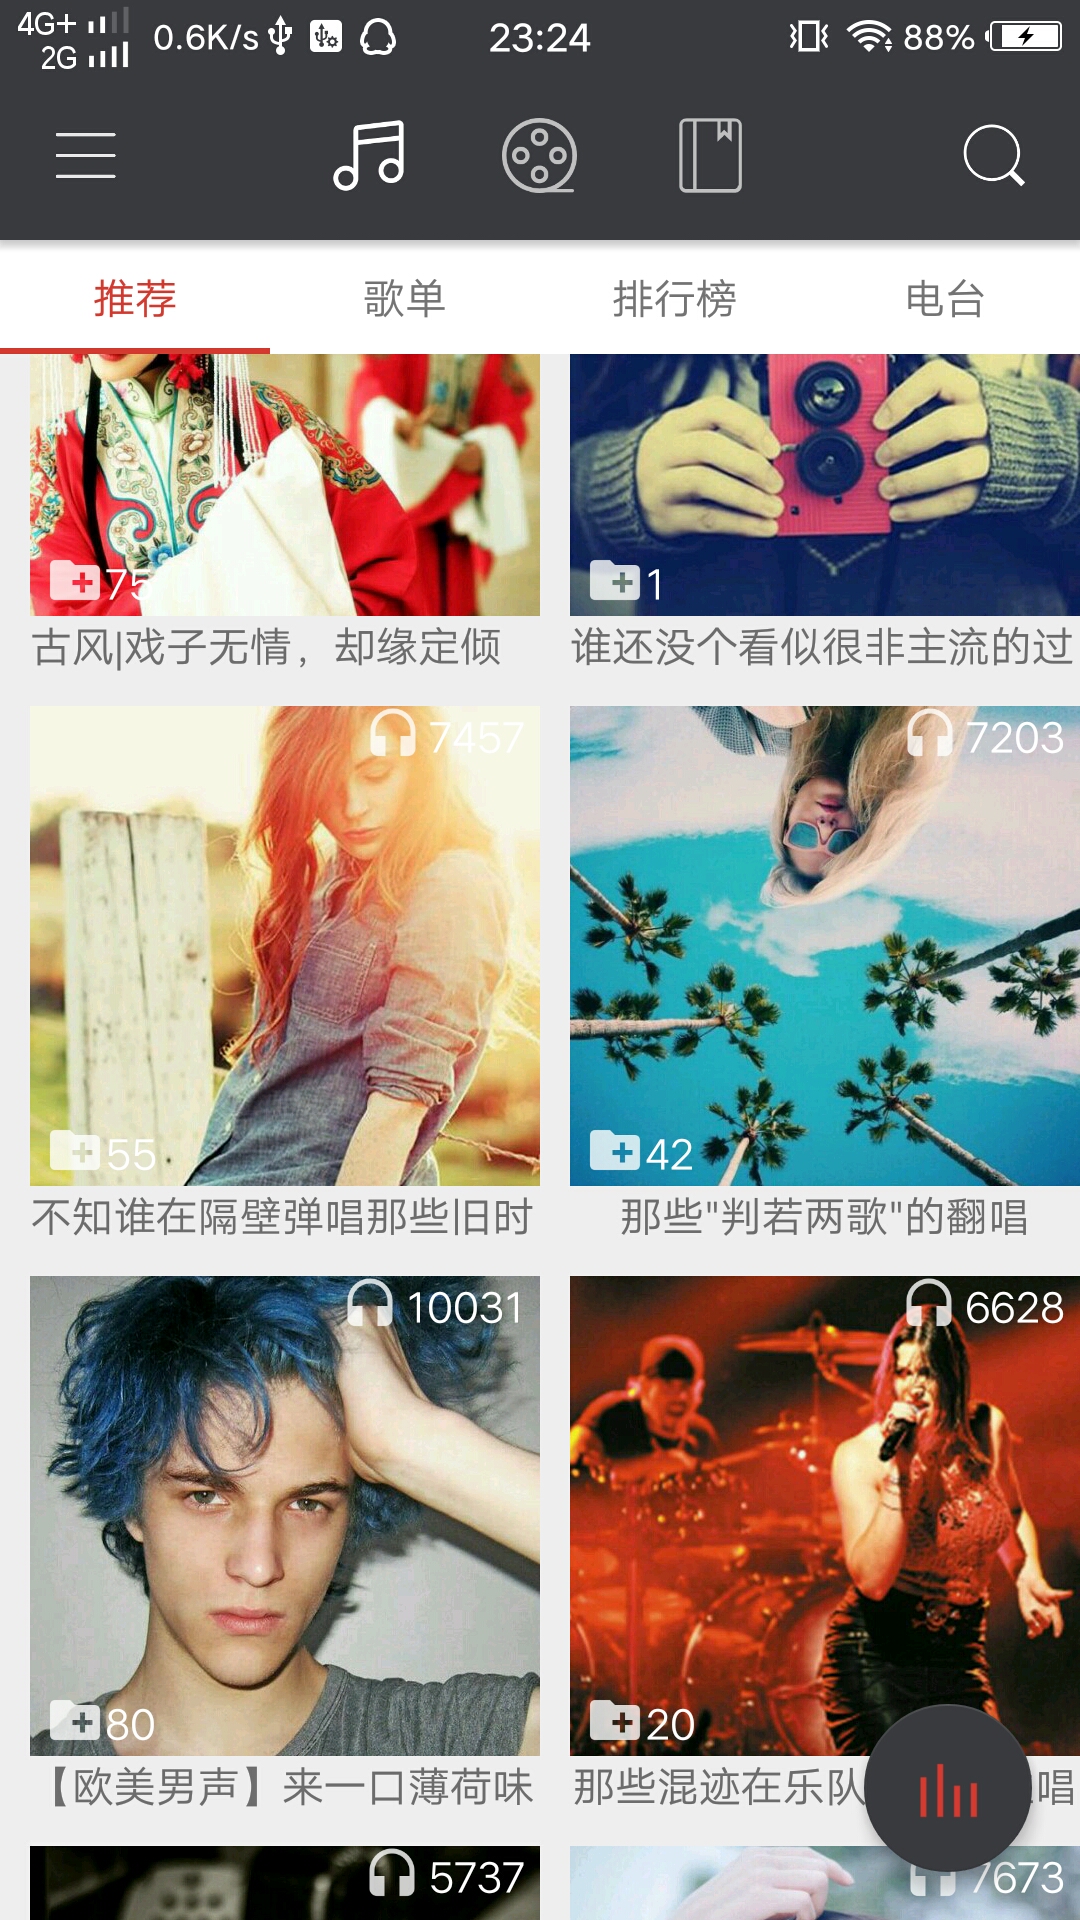 4G+ 0.6K/s 23:24 88%
2G
推荐 歌单 排行榜 电台
75 1
古风|戏子无情，却缘定倾 谁还没个看似很非主流的过
7457 7203
55 42
不知谁在隔壁弹唱那些旧时 那些"判若两歌"的翻唱
10031 6628
80 20
【欧美男声】来一口薄荷味 那些混迹在乐队 唱
5737 7673